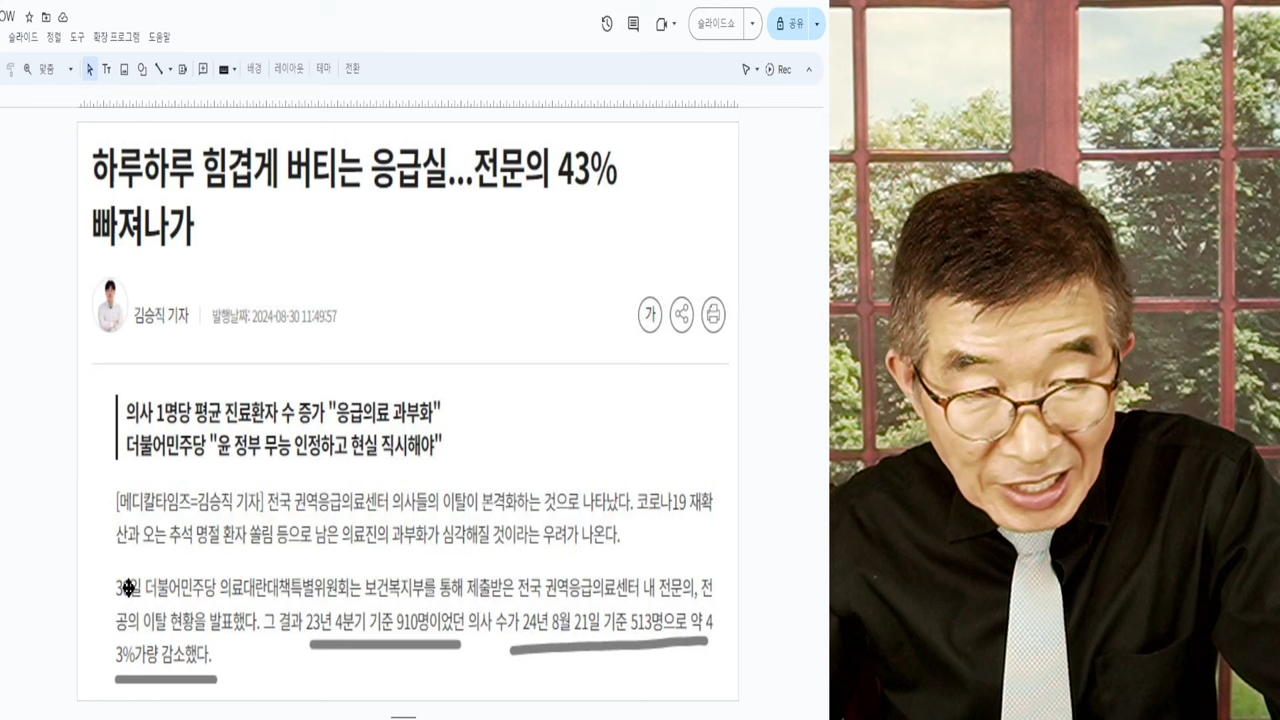 OW
슬라이드쇼
공유
슬라이드 정렬 도구 확장 프로그램 도움말
맞춤
Tт
배경
레이아웃
테마
전환
Rec
하루하루 힘겹게 버티는 응급실...전문의 43%
빠져나가
김승직 기자
발행날짜: 2024-08-30 11:49:57
가
의사 1명당 평균 진료환자 수 증가 "응급의료 과부화"
더불어민주당 "윤 정부 무능 인정하고 현실 직시해야"
[메디칼타임즈=김승직 기자] 전국 권역응급의료센터 의사들의 이탈이 본격화하는 것으로 나타났다. 코로나19 재확
산과 오는 추석 명절 환자 쏠림 등으로 남은 의료진의 과부화가 심각해질 것이라는 우려가 나온다.
더불어민주당 의료대란대책특별위원회는 보건복지부를 통해 제출받은 전국 권역응급의료센터 내 전문의, 전
공의 이탈 현황을 발표했다. 그 결과 23년 4분기 기준 910명이었던 의사 수가 24년 8월 21일 기준 513명으로 약 4
3%가량 감소했다.